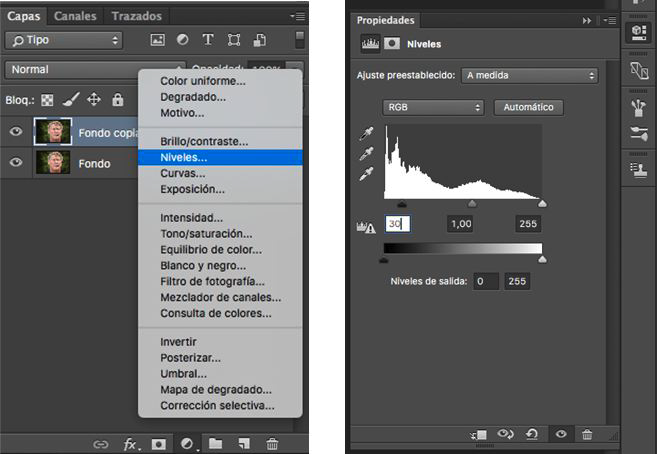 Capas Canales Trazados
Tipo
Normal
Opacidad: 100%
Bloq.:
Fondo copia
Fondo
Color uniforme...
Degradado...
Motivo...
Brillo/contraste...
Niveles...
Curvas...
Exposición...
Intensidad...
Tono/saturación...
Equilibrio de color...
Blanco y negro...
Filtro de fotografía...
Mezclador de canales...
Consulta de colores...
Invertir
Posterizar...
Umbral...
Mapa de degradado...
Corrección selectiva...
fx
Propiedades
Niveles
Ajuste preestablecido: A medida
RGB Automático
30 1,00 255
Niveles de salida: 0 255